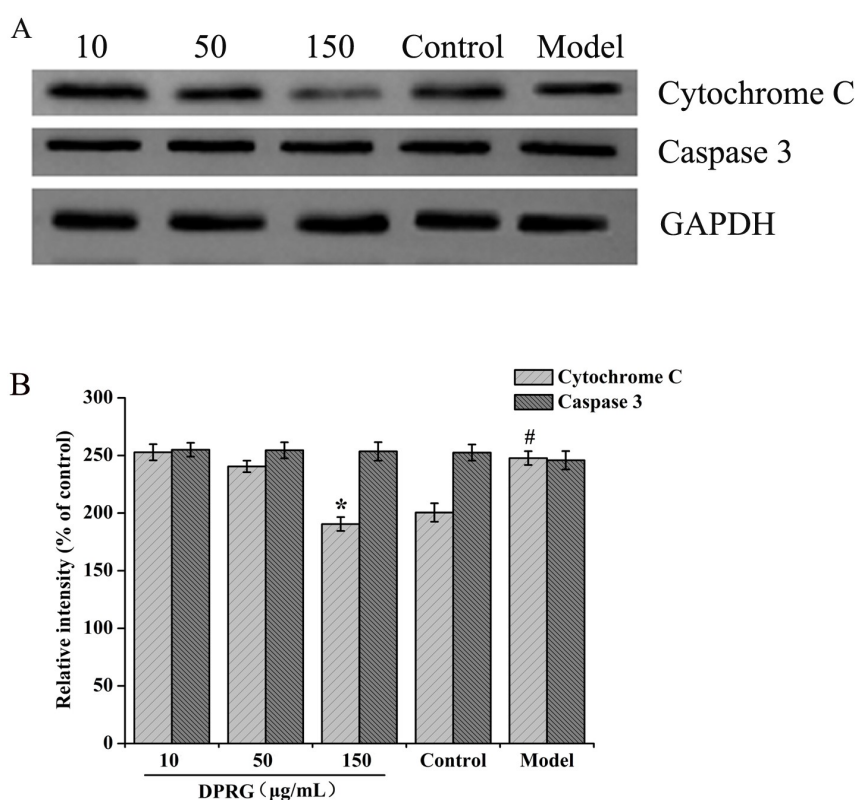 A
10 50 150 Control Model
Cytochrome C
Caspase 3
GAPDH
B
Cytochrome C
Caspase 3
Relative intensity (% of control)
300
250
200
150
100
50
0
*
#
10 50 150 Control Model
DPRG（μg/mL）